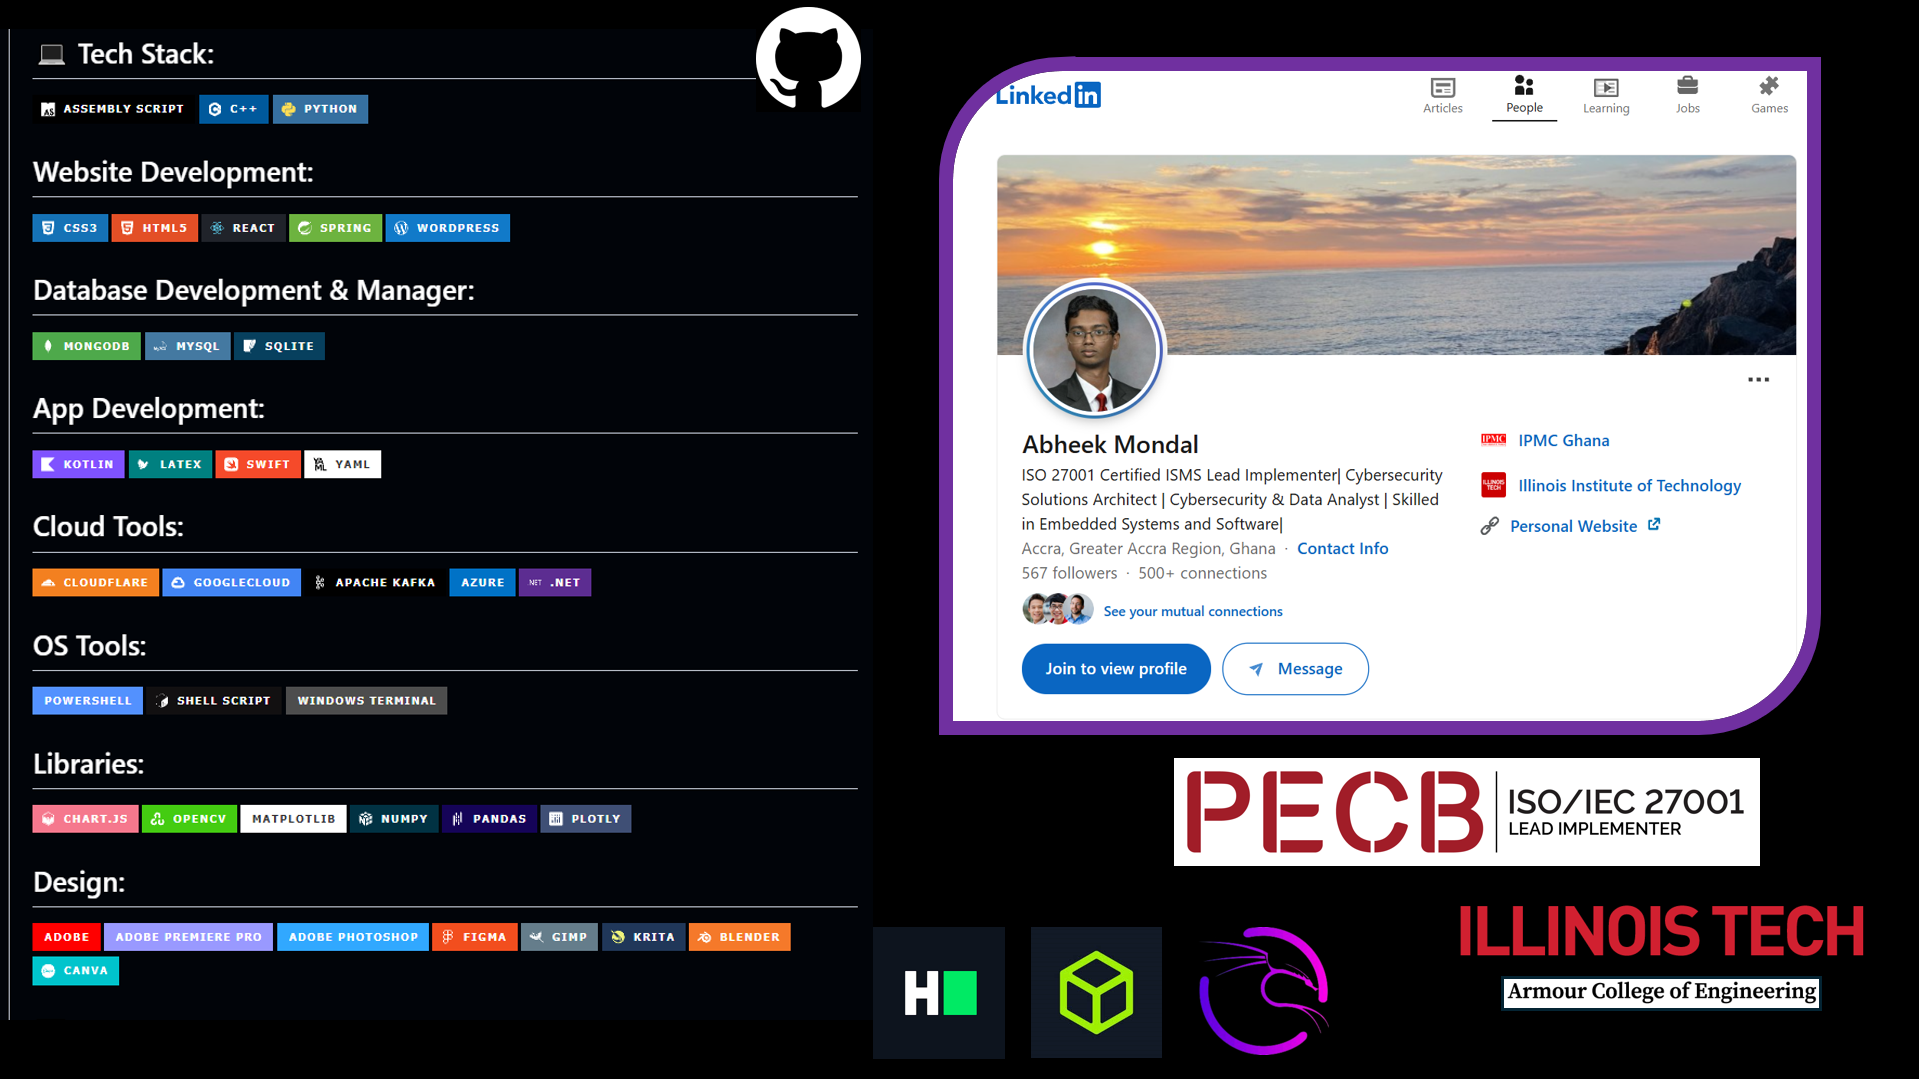 Tech Stack:
ASSEMBLY SCRIPT C++ PYTHON
Website Development:
CSS3 HTML5 REACT SPRING WORDPRESS
Database Development & Manager:
MONGODB MYSQL SQLITE
App Development:
KOTLIN LATEX SWIFT YAML
Cloud Tools:
CLOUDFLARE GOOGLECLOUD APACHE KAFKA AZURE .NET
OS Tools:
POWERSHELL SHELL SCRIPT WINDOWS TERMINAL
Libraries:
CHART.JS OPENCV MATPLOTLIB NUMPY PANDAS PLOTLY
Design:
ADOBE ADOBE PREMIERE PRO ADOBE PHOTOSHOP FIGMA GIMP KRITA BLENDER
CANVA
Linked in
Articles People Learning Jobs Games
Abheek Mondal
ISO 27001 Certified ISMS Lead Implementer| Cybersecurity
Solutions Architect | Cybersecurity & Data Analyst | Skilled
in Embedded Systems and Software|
Accra, Greater Accra Region, Ghana · Contact Info
567 followers · 500+ connections
See your mutual connections
Join to view profile Message
IPMC IPMC Ghana
ILLINOIS TECH Illinois Institute of Technology
Personal Website
PECB ISO/IEC 27001
LEAD IMPLEMENTER
H
ILLINOIS TECH
Armour College of Engineering